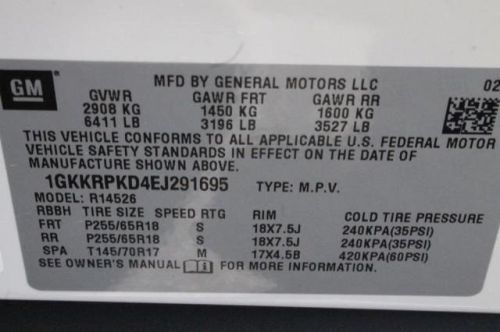 GM
MFD BY GENERAL MOTORS LLC 02
GVWR GAWR FRT GAWR RR
2908 KG 1450 KG 1600 KG
6411 LB 3196 LB 3527 LB
THIS VEHICLE CONFORMS TO ALL APPLICABLE U.S. FEDERAL MOTOR
VEHICLE SAFETY STANDARDS IN EFFECT ON THE DATE OF
MANUFACTURE SHOWN ABOVE.
1GKKRPKD4EJ291695 TYPE: M.P.V.
MODEL: R14526
RBBH TIRE SIZE SPEED RTG RIM COLD TIRE PRESSURE
FRT P255/65R18 S 18X7.5J 240KPA(35PSI)
RR P255/65R18 S 18X7.5J 240KPA(35PSI)
SPA T145/70R17 M 17X4.5B 420KPA(60PSI)
SEE OWNER'S MANUAL FOR MORE INFORMATION.